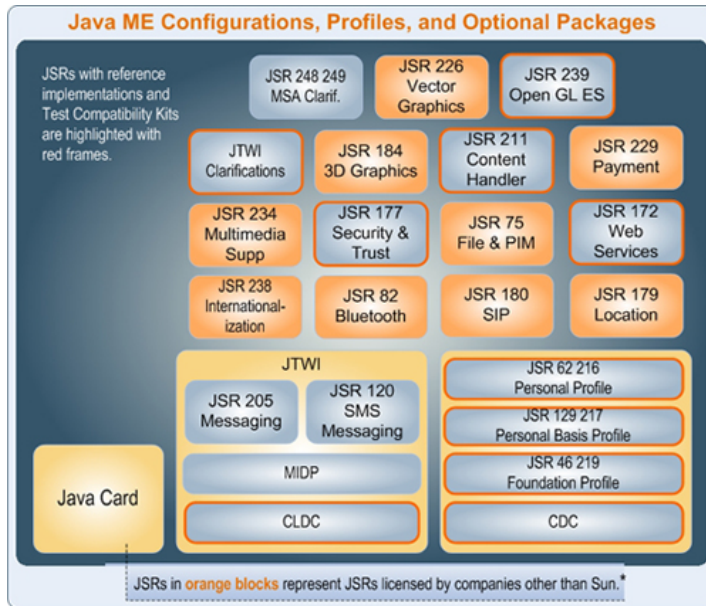 Java ME Configurations, Profiles, and Optional Packages
JSRs with reference
implementations and
Test Compatibility Kits
are highlighted with
red frames.
JSR 248 249
MSA Clarif.
JSR 226
Vector
Graphics
JSR 239
Open GL ES
JTWI
Clarifications
JSR 184
3D Graphics
JSR 211
Content
Handler
JSR 229
Payment
JSR 234
Multimedia
Supp
JSR 177
Security &
Trust
JSR 75
File & PIM
JSR 172
Web
Services
JSR 238
International-
ization
JSR 82
Bluetooth
JSR 180
SIP
JSR 179
Location
JTWI
JSR 205
Messaging
JSR 120
SMS
Messaging
MIDP
CLDC
JSR 62 216
Personal Profile
JSR 129 217
Personal Basis Profile
JSR 46 219
Foundation Profile
CDC
Java Card
JSRs in orange blocks represent JSRs licensed by companies other than Sun.*